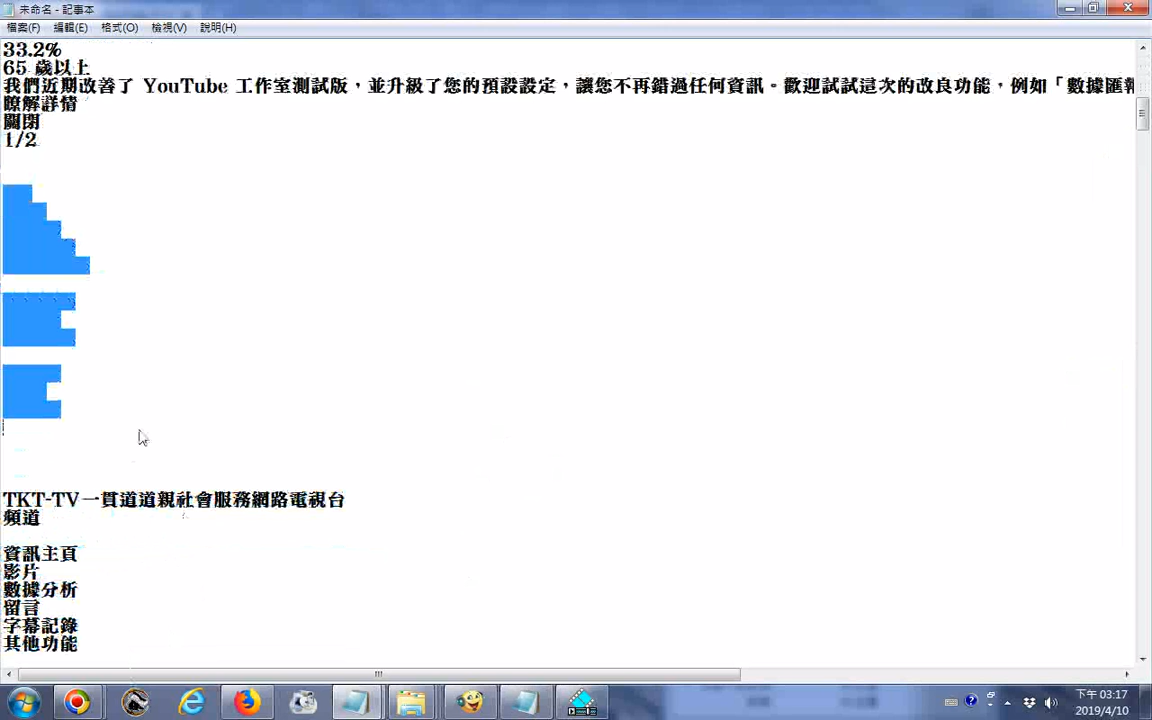 未命名 - 記事本
檔案(F) 編輯(E) 格式(O) 檢視(V) 說明(H)
33.2%
65 歲以上
我們近期改善了 YouTube 工作室測試版，並升級了您的預設設定，讓您不再錯過任何資訊。歡迎試試這次的改良功能，例如「數據匯報
瞭解詳情
關閉
1/2
TKT-TV一貫道道親社會服務網路電視台
頻道
資訊主頁
影片
數據分析
留言
字幕記錄
其他功能
下午 03:17
2019/4/10